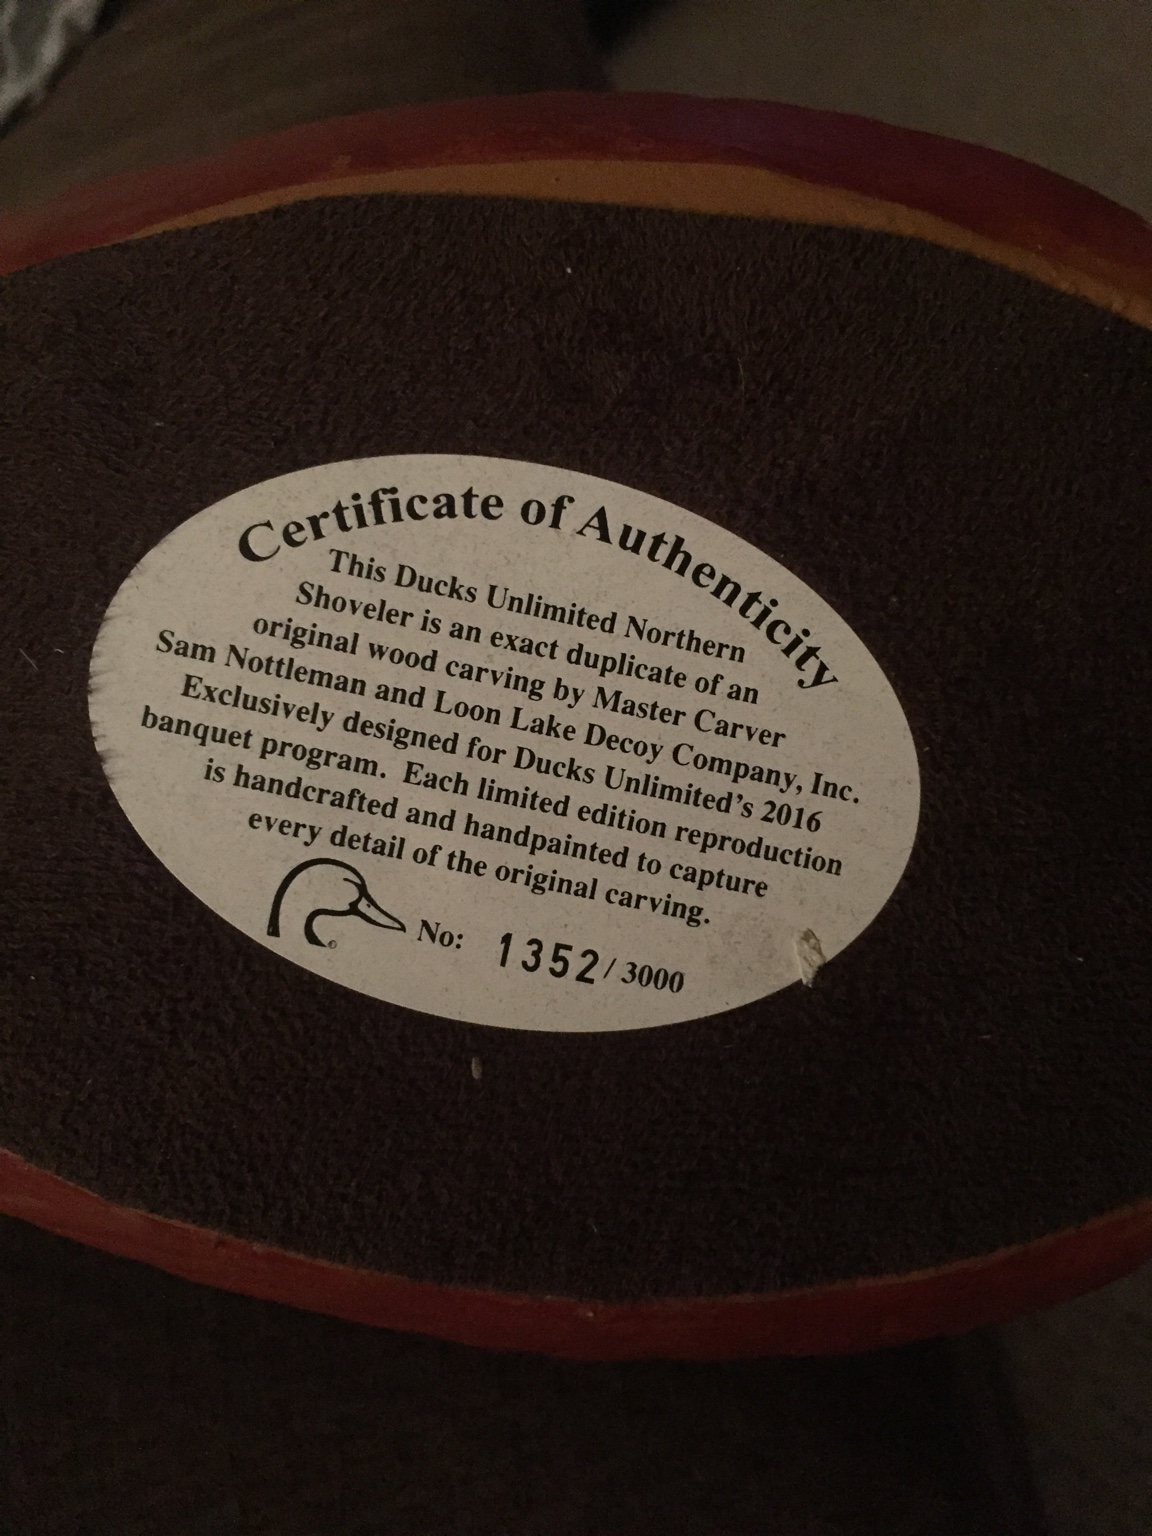 Certificate of Authenticity
This Ducks Unlimited Northern
Shoveler is an exact duplicate of an
original wood carving by Master Carver
Sam Nottleman and Loon Lake Decoy Company, Inc.
Exclusively designed for Ducks Unlimited's 2016
banquet program. Each limited edition reproduction
is handcrafted and handpainted to capture
every detail of the original carving.
No: 1352 / 3000